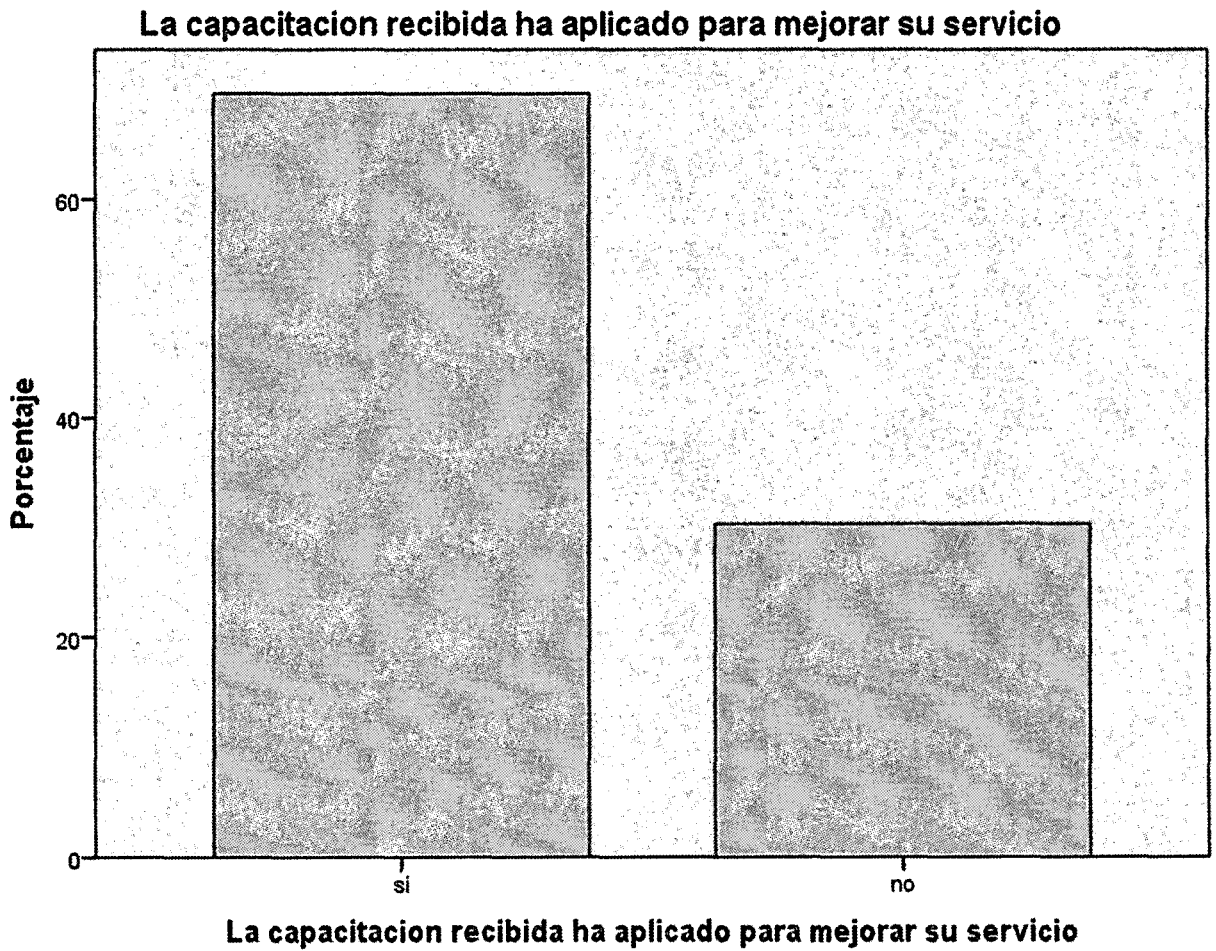 La capacitacion recibida ha aplicado para mejorar su servicio
Porcentaje
60
40
20
0
si
no
La capacitacion recibida ha aplicado para mejorar su servicio